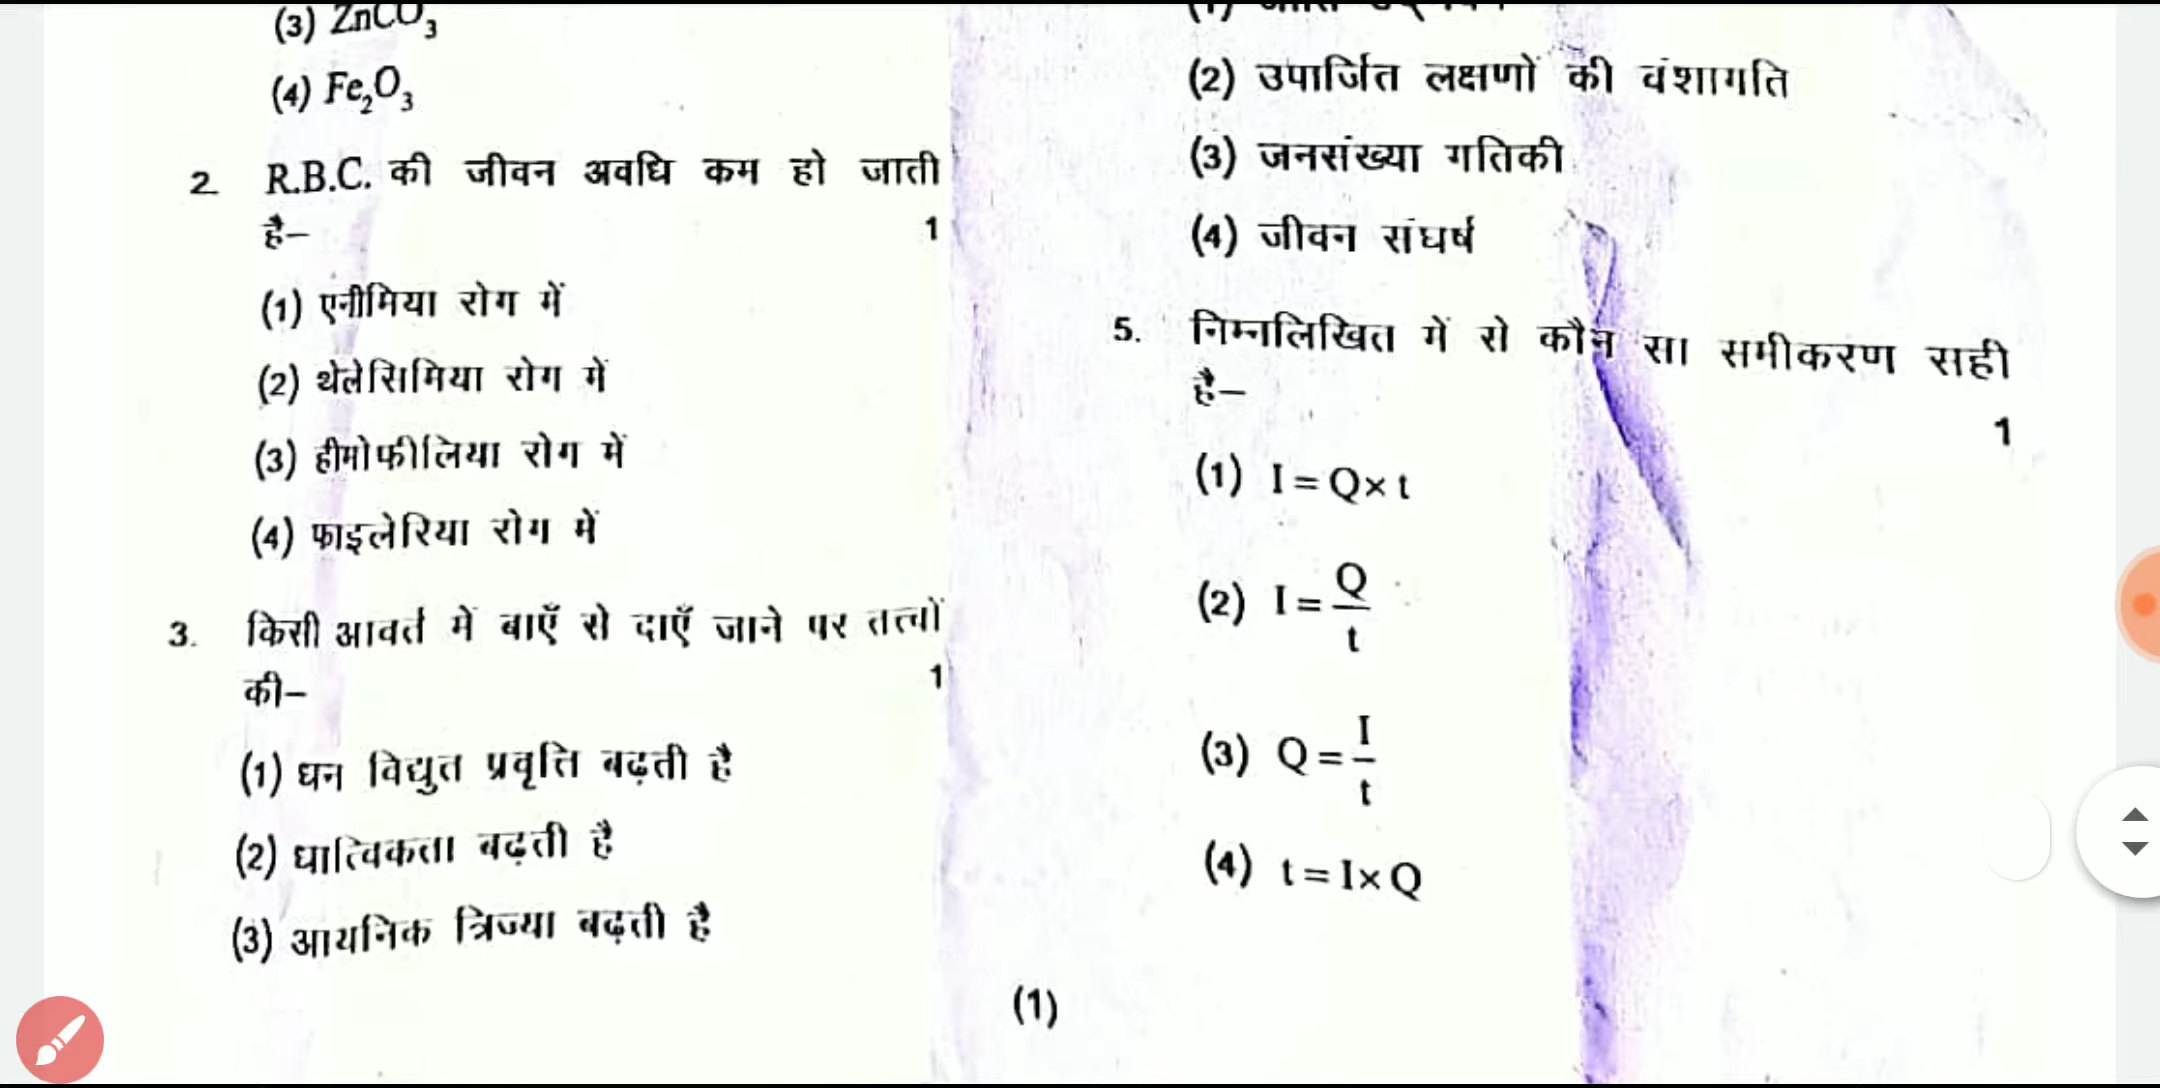 (3) ZnCO₃
(4) Fe₂O₃
2 R.B.C. की जीवन अवधि कम हो जाती
है– 1
(1) एनीमिया रोग में
(2) थेलेसिमिया रोग में
(3) हीमोफीलिया रोग में
(4) फाइलेरिया रोग में
3. किसी आवर्त में बाएँ से दाएँ जाने पर तत्वों
की– 1
(1) धन विद्युत प्रवृत्ति बढ़ती है
(2) धात्विकता बढ़ती है
(3) आयनिक त्रिज्या बढ़ती है
(2) उपार्जित लक्षणों की वंशागति
(3) जनसंख्या गतिकी
(4) जीवन संघर्ष
5. निम्नलिखित में से कौन सा समीकरण सही
है–
1
(1) I = Q × t
(2) I = Q/t
(3) Q = I/t
(4) t = I × Q
(1)